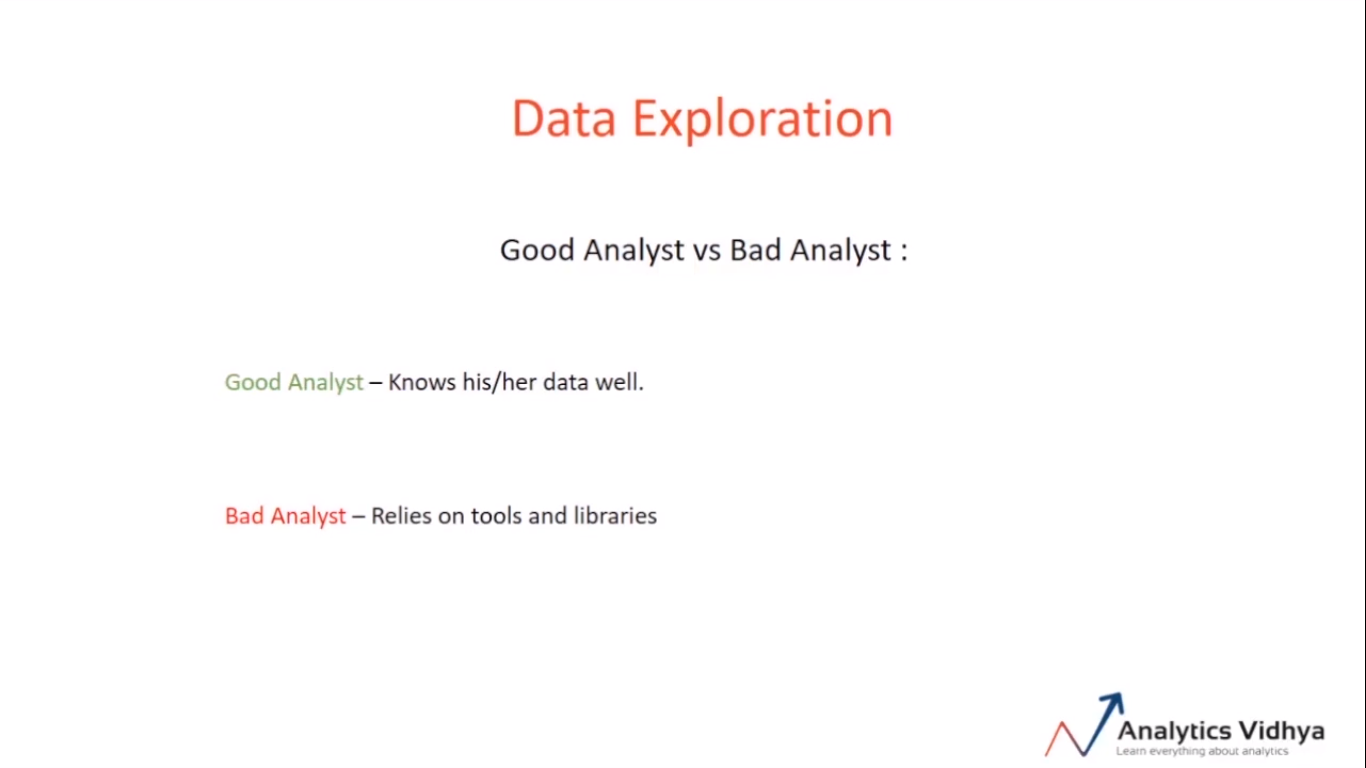 Data Exploration
Good Analyst vs Bad Analyst :
Good Analyst – Knows his/her data well.
Bad Analyst – Relies on tools and libraries
Analytics Vidhya
Learn everything about analytics